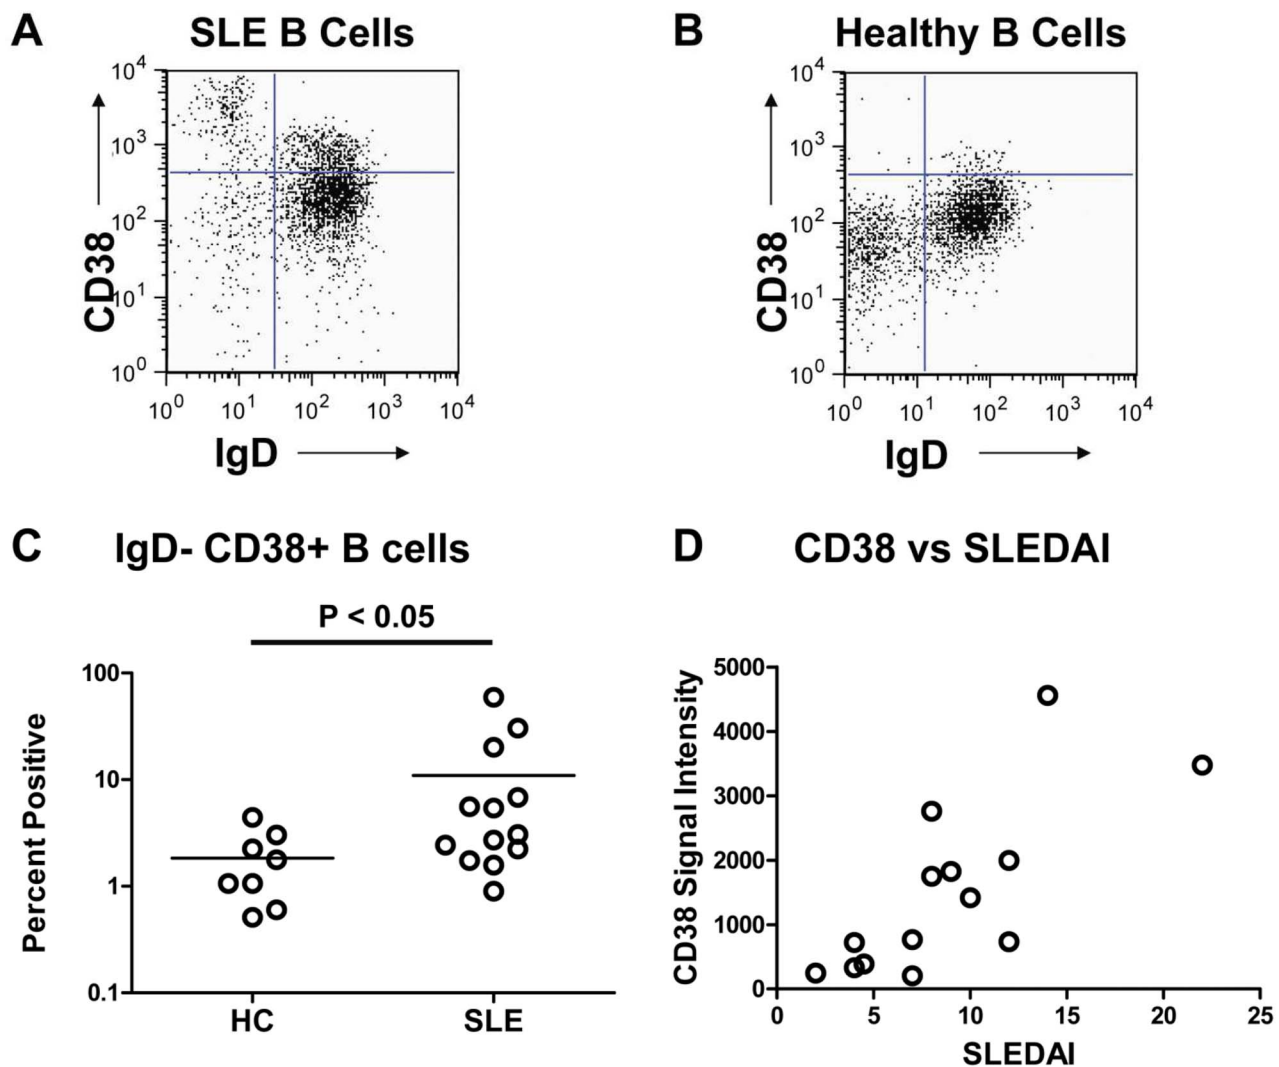 A SLE B Cells
10^4
10^3
10^2
10^1
10^0
CD38
10^0 10^1 10^2 10^3 10^4
IgD
B Healthy B Cells
10^4
10^3
10^2
10^1
10^0
CD38
10^0 10^1 10^2 10^3 10^4
IgD
C IgD- CD38+ B cells
P < 0.05
100
10
1
0.1
Percent Positive
HC SLE
D CD38 vs SLEDAI
5000
4000
3000
2000
1000
0
CD38 Signal Intensity
0 5 10 15 20 25
SLEDAI